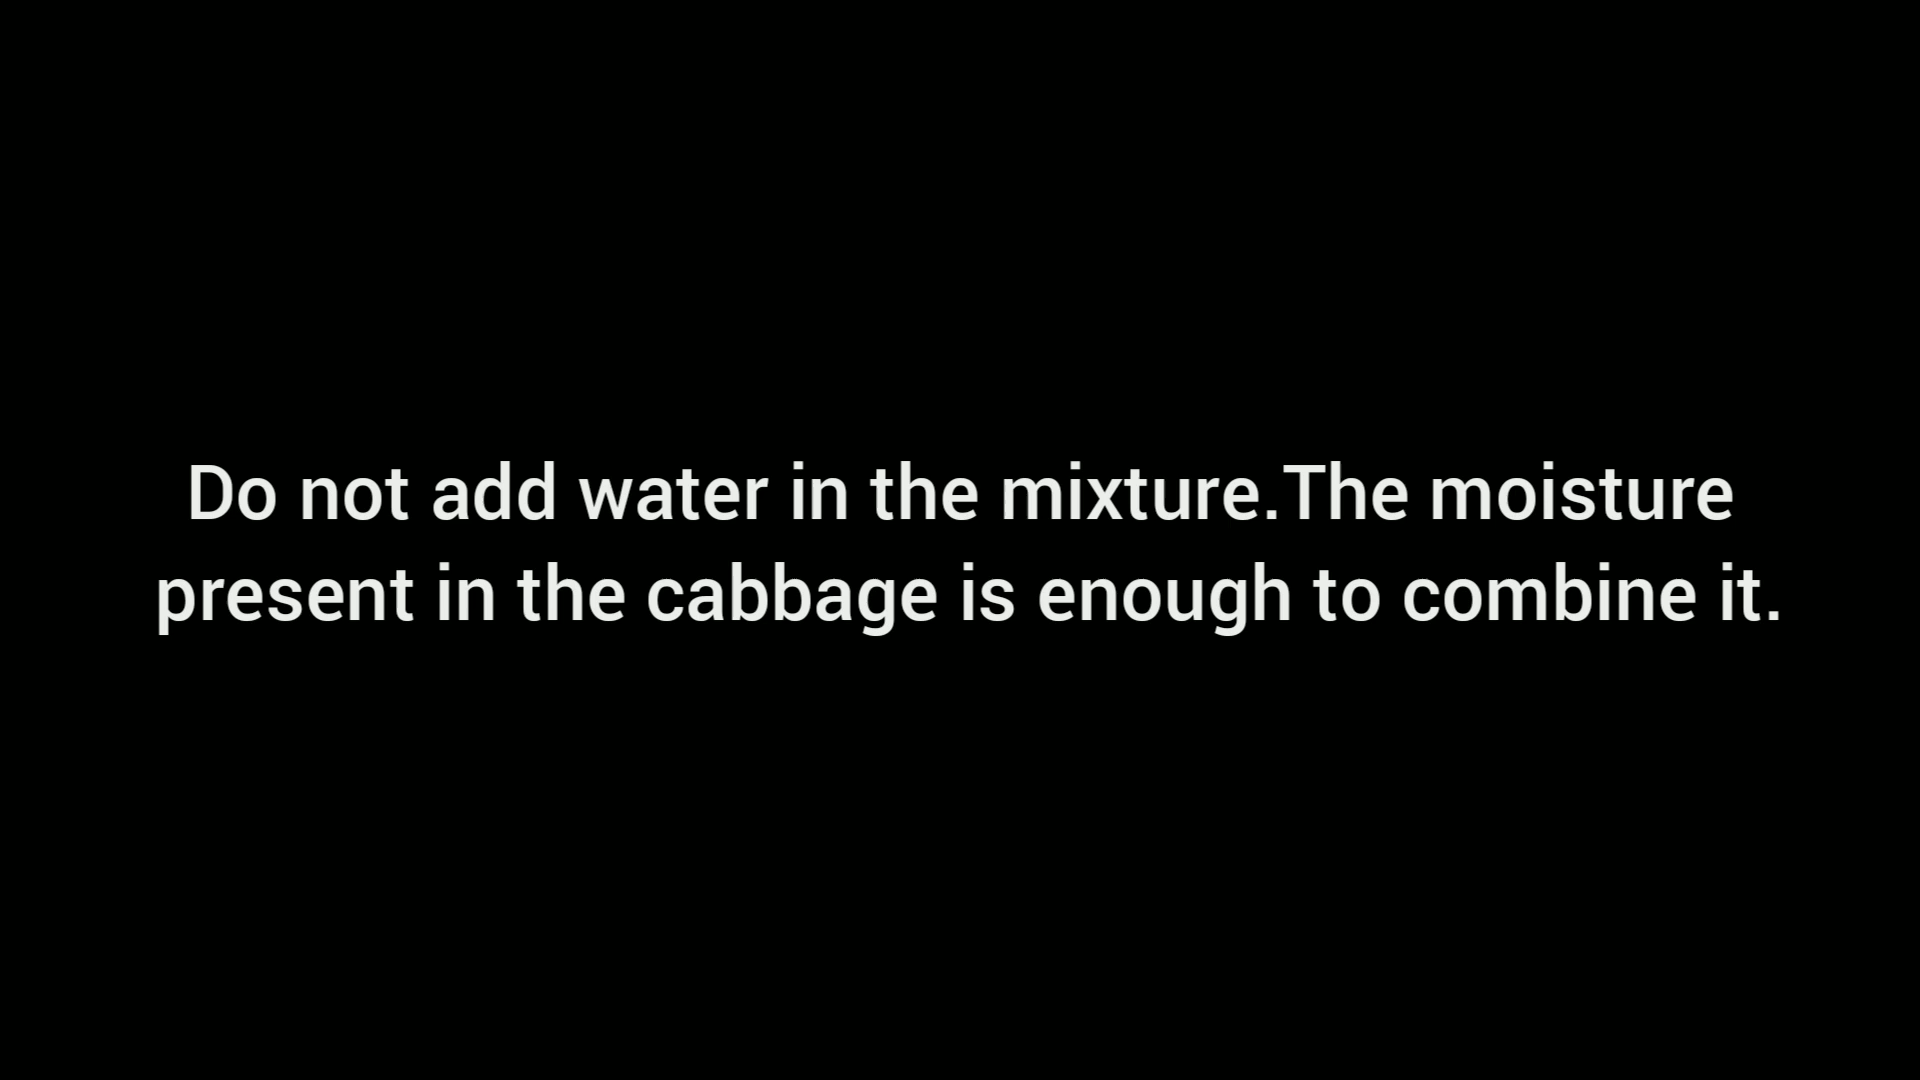 Do not add water in the mixture.The moisture
present in the cabbage is enough to combine it.